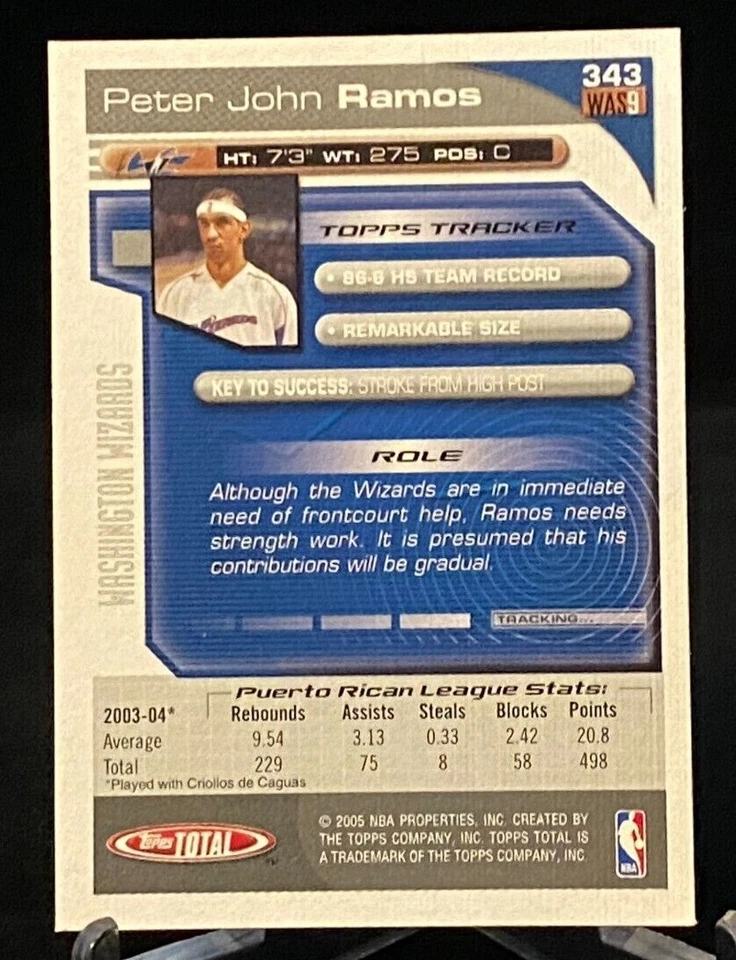 Peter John Ramos
343
WAS9
HT: 7'3" WT: 275 POS: C
TOPPS TRACKER
• 86-6 HS TEAM RECORD
• REMARKABLE SIZE
KEY TO SUCCESS: STROKE FROM HIGH POST
WASHINGTON WIZARDS
ROLE
Although the Wizards are in immediate
need of frontcourt help, Ramos needs
strength work. It is presumed that his
contributions will be gradual.
TRACKING...
Puerto Rican League Stats:
2003-04* Rebounds Assists Steals Blocks Points
Average 9.54 3.13 0.33 2.42 20.8
Total 229 75 8 58 498
*Played with Criollos de Caguas
Topps TOTAL
TM
© 2005 NBA PROPERTIES, INC. CREATED BY
THE TOPPS COMPANY, INC. TOPPS TOTAL IS
A TRADEMARK OF THE TOPPS COMPANY, INC.
NBA